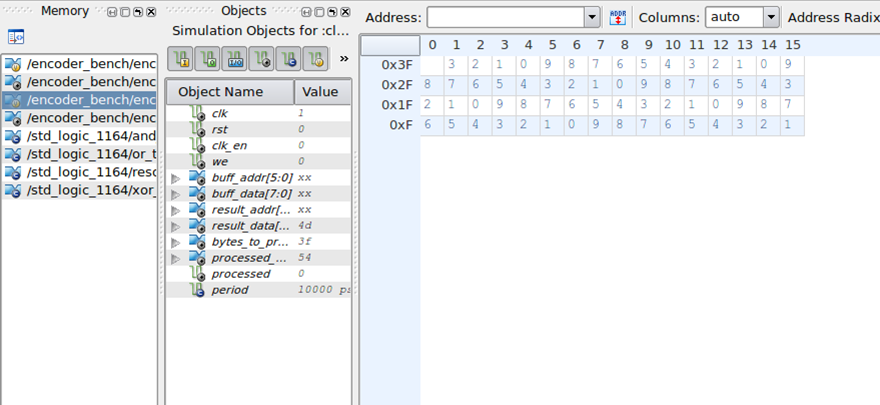 Memory
/encoder_bench/enc
/encoder_bench/enc
/encoder_bench/enc
/encoder_bench/enc
/std_logic_1164/and
/std_logic_1164/or_t
/std_logic_1164/reso
/std_logic_1164/xor_
Objects
Simulation Objects for :cl...
»
Object Name Value
clk 1
rst 0
clk_en 0
we 0
buff_addr[5:0] xx
buff_data[7:0] xx
result_addr[... xx
result_data[... 4d
bytes_to_pr... 3f
processed_... 54
processed 0
period 10000 ps
Address: ADDR Columns: auto Address Radix
0 1 2 3 4 5 6 7 8 9 10 11 12 13 14 15
0x3F 3 2 1 0 9 8 7 6 5 4 3 2 1 0 9
0x2F 8 7 6 5 4 3 2 1 0 9 8 7 6 5 4 3
0x1F 2 1 0 9 8 7 6 5 4 3 2 1 0 9 8 7
0xF 6 5 4 3 2 1 0 9 8 7 6 5 4 3 2 1